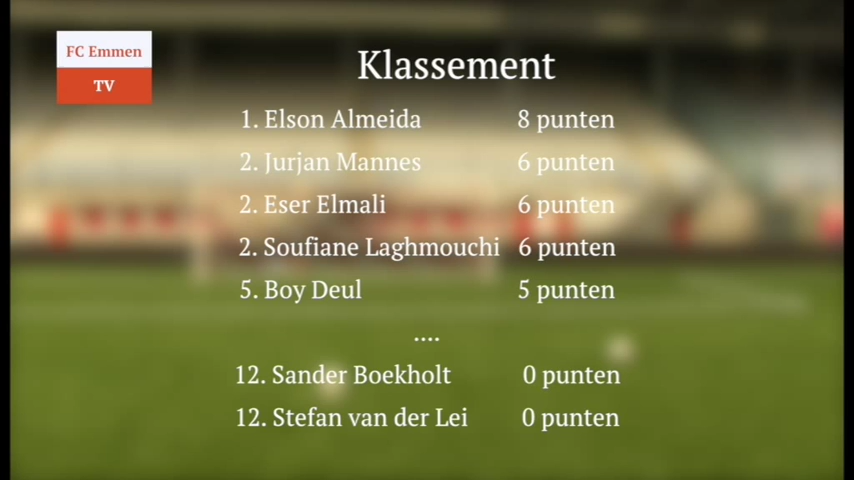 FC Emmen
TV
Klassement
1. Elson Almeida 8 punten
2. Jurjan Mannes 6 punten
2. Eser Elmali 6 punten
2. Soufiane Laghmouchi 6 punten
5. Boy Deul 5 punten
....
12. Sander Boekholt 0 punten
12. Stefan van der Lei 0 punten